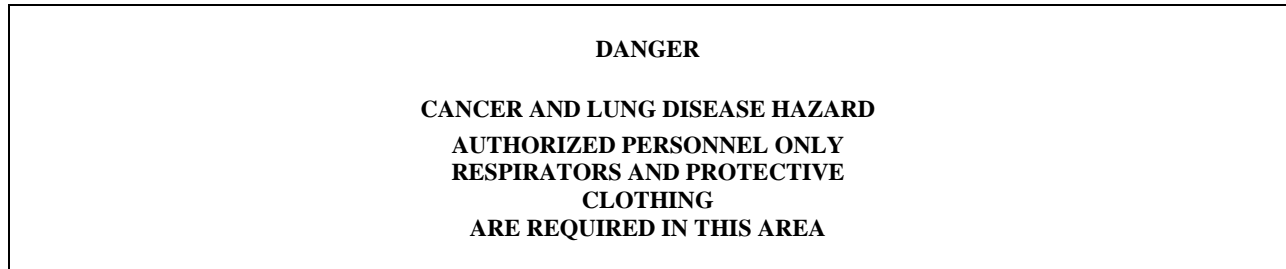 DANGER
CANCER AND LUNG DISEASE HAZARD
AUTHORIZED PERSONNEL ONLY
RESPIRATORS AND PROTECTIVE
CLOTHING
ARE REQUIRED IN THIS AREA